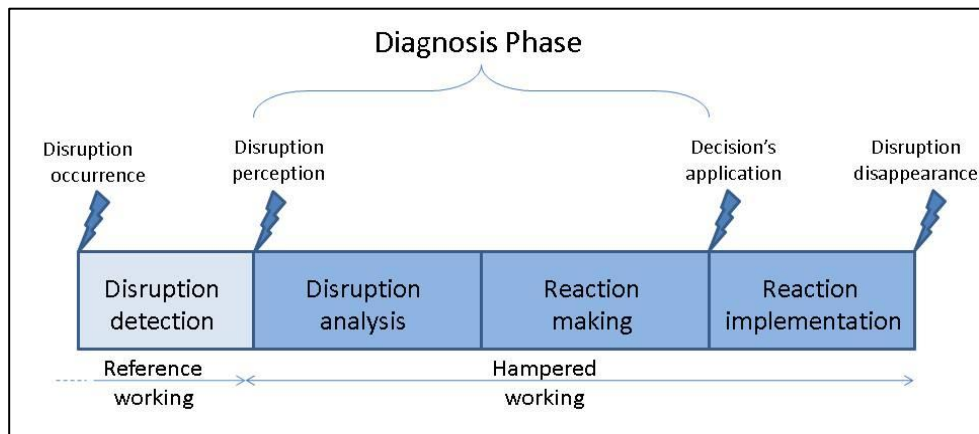 Diagnosis Phase
Disruption
occurrence
Disruption
perception
Decision's
application
Disruption
disappearance
Disruption
detection
Disruption
analysis
Reaction
making
Reaction
implementation
Reference
working
Hampered
working